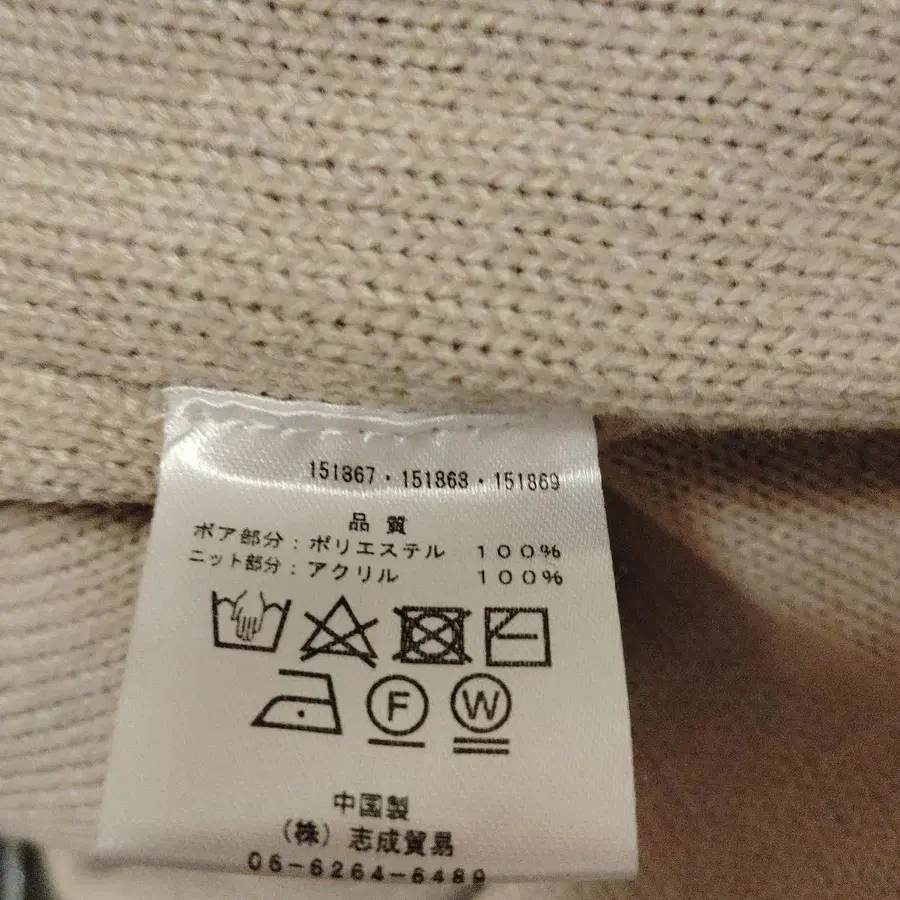 151867・151868・151869
品質
ボア部分：ポリエステル 100%
ニット部分：アクリル 100%
F W
中国製
（株）志成貿易
06-6264-6489